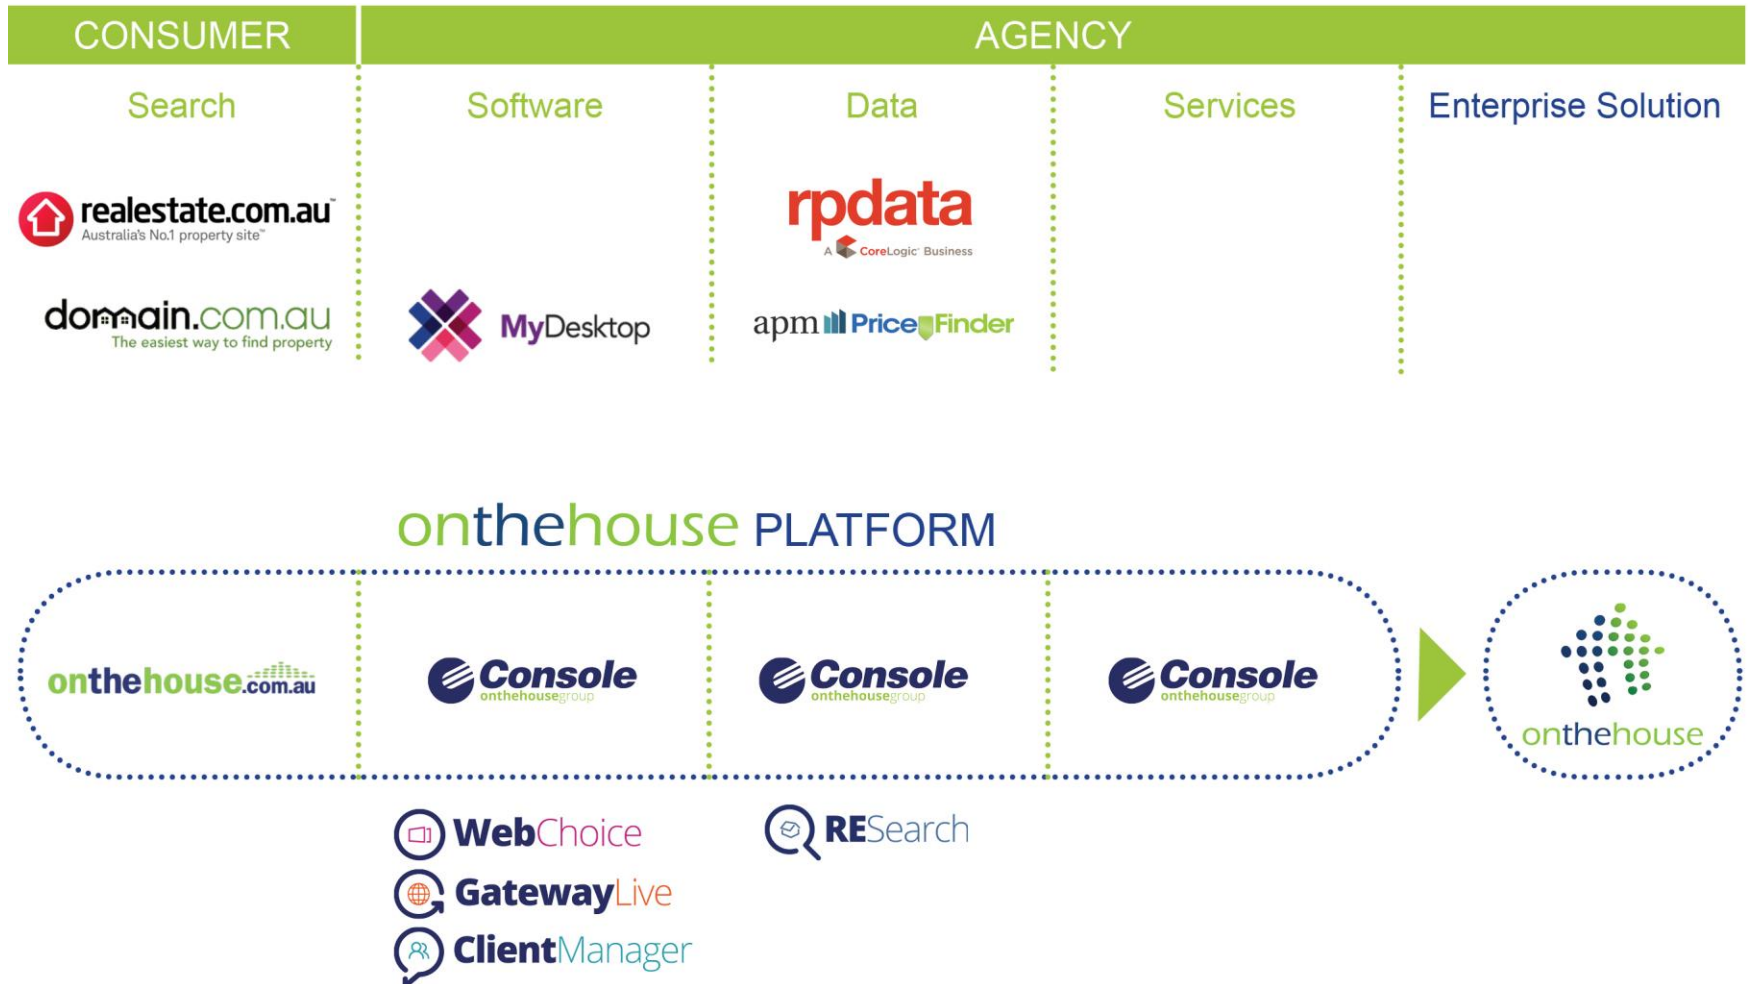 CONSUMER
AGENCY
Search
Software
Data
Services
Enterprise Solution
realestate.com.au™
Australia's No.1 property site™
rpdata
A CoreLogic® Business
domain.com.au
The easiest way to find property
MyDesktop
apm PriceFinder
onthehouse PLATFORM
onthehouse.com.au
Console
onthehousegroup
Console
onthehousegroup
Console
onthehousegroup
onthehouse
WebChoice
RESearch
GatewayLive
ClientManager